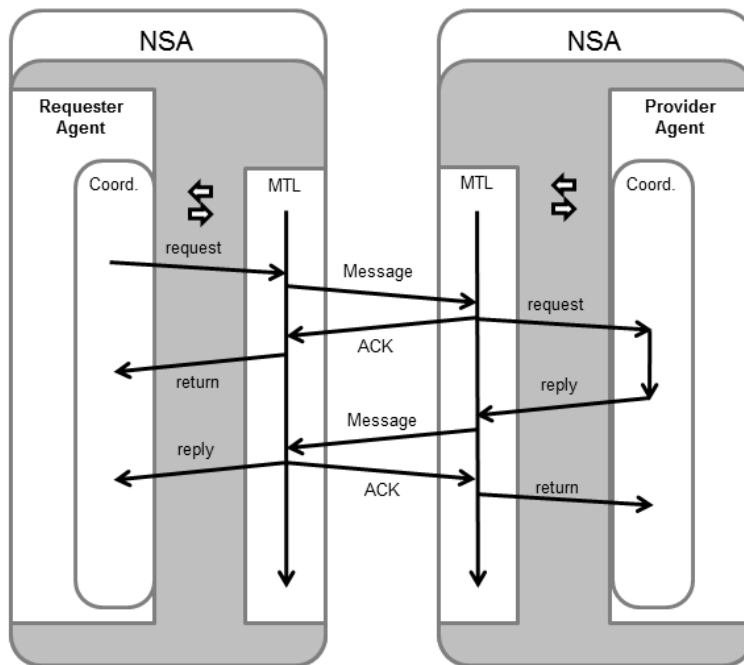 NSA
NSA
Requester
Agent
Provider
Agent
Coord.
MTL
MTL
Coord.
request
Message
request
ACK
return
reply
Message
reply
ACK
return